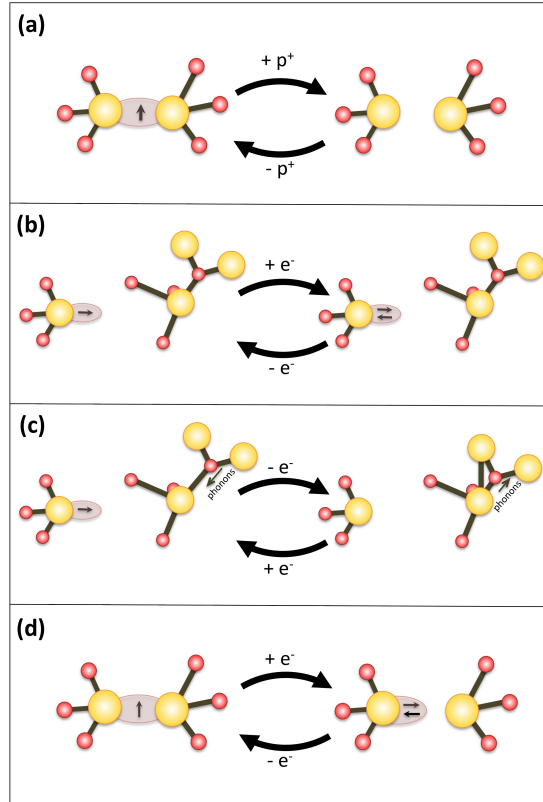 (a)
+ p⁺
- p⁺
(b)
+ e⁻
- e⁻
(c)
phonons
- e⁻
+ e⁻
phonons
(d)
+ e⁻
- e⁻